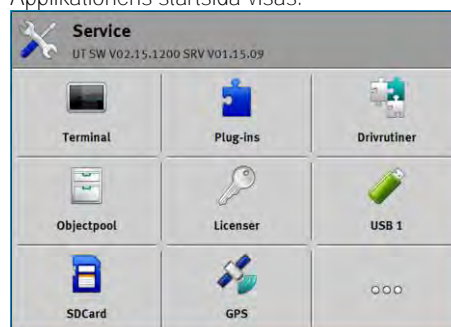 Applikationens startsida visas.
Service
UT SW V02.15.1200 SRV V01.15.09
Terminal
Plug-ins
Drivrutiner
Objectpool
Licenser
USB 1
SDCard
GPS